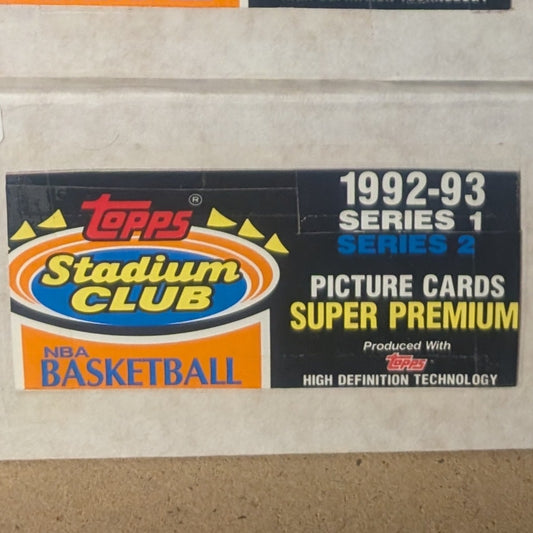 TOPPS®
Stadium
CLUB
NBA
BASKETBALL
1992-93
SERIES 1
SERIES 2
PICTURE CARDS
SUPER PREMIUM
Produced With
TOPPS
HIGH DEFINITION TECHNOLOGY